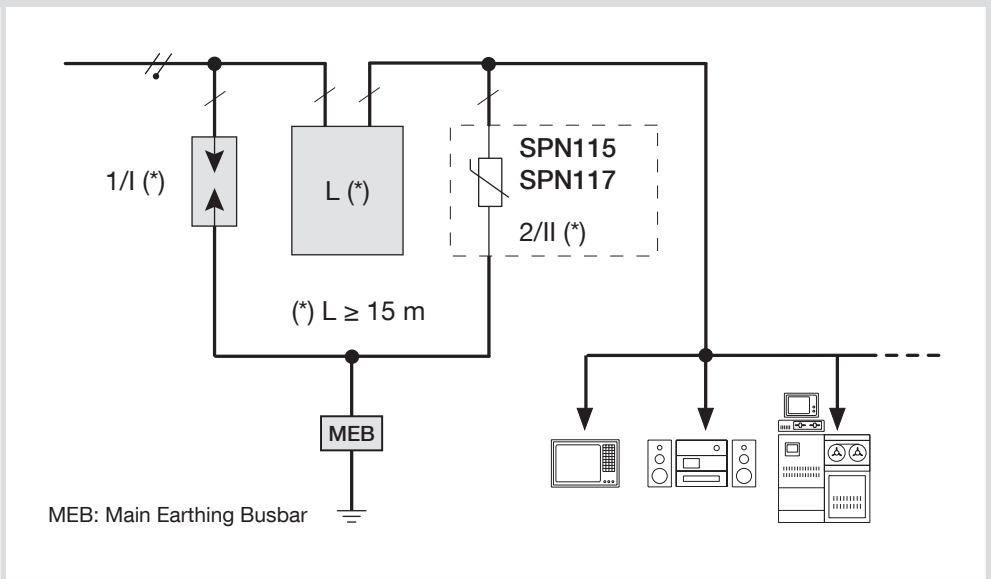 1/I (*)
L (*)
SPN115
SPN117
2/II (*)
(*) L ≥ 15 m
MEB
MEB: Main Earthing Busbar